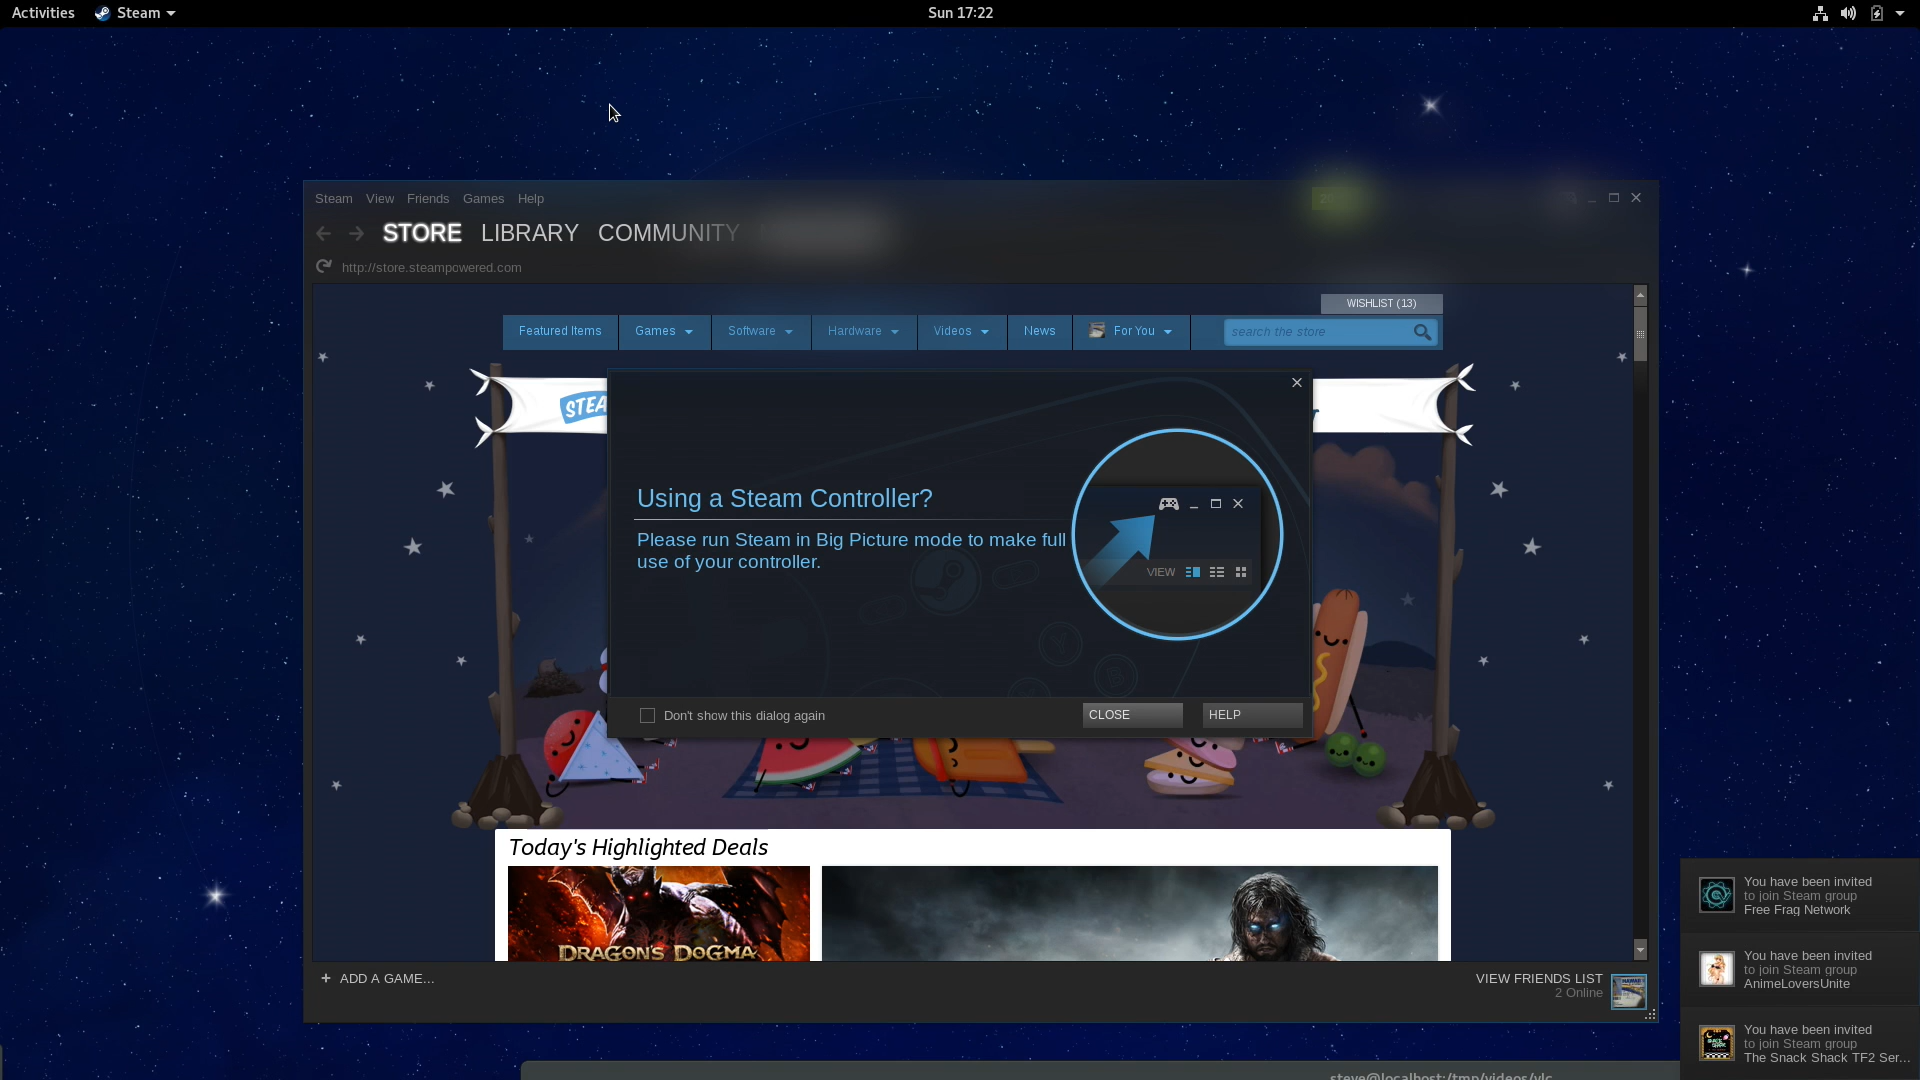 Activities Steam Sun 17:22
Steam View Friends Games Help
STORE LIBRARY COMMUNITY
http://store.steampowered.com
WISHLIST (13)
Featured Items Games Software Hardware Videos News For You search the store
Using a Steam Controller?
Please run Steam in Big Picture mode to make full
use of your controller.
VIEW
Don't show this dialog again CLOSE HELP
Today's Highlighted Deals
DRAGON'S DOGMA
+ ADD A GAME...
VIEW FRIENDS LIST
2 Online
You have been invited
to join Steam group
Free Frag Network
You have been invited
to join Steam group
AnimeLoversUnite
You have been invited
to join Steam group
The Snack Shack TF2 Ser...
steve@localhost:/tmp/videos/vlc